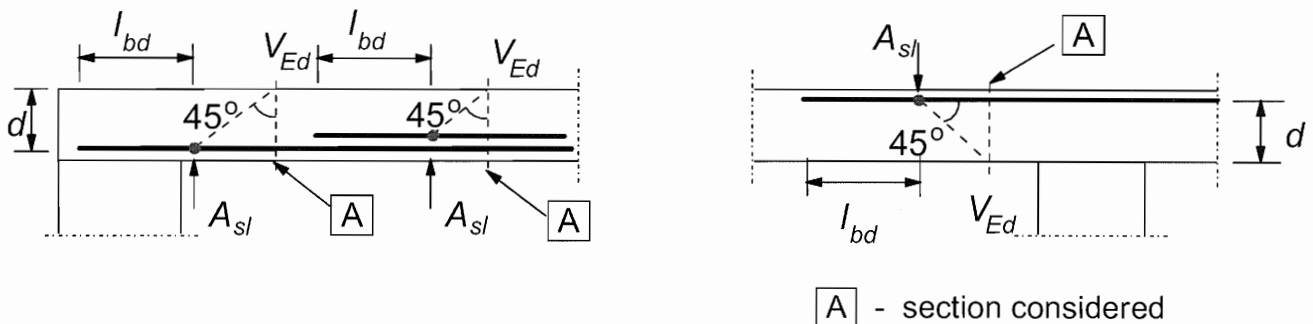 l_bd V_Ed l_bd V_Ed
d 45° 45°
A_sl A A_sl A
A_sl A
45° d
l_bd V_Ed
A - section considered